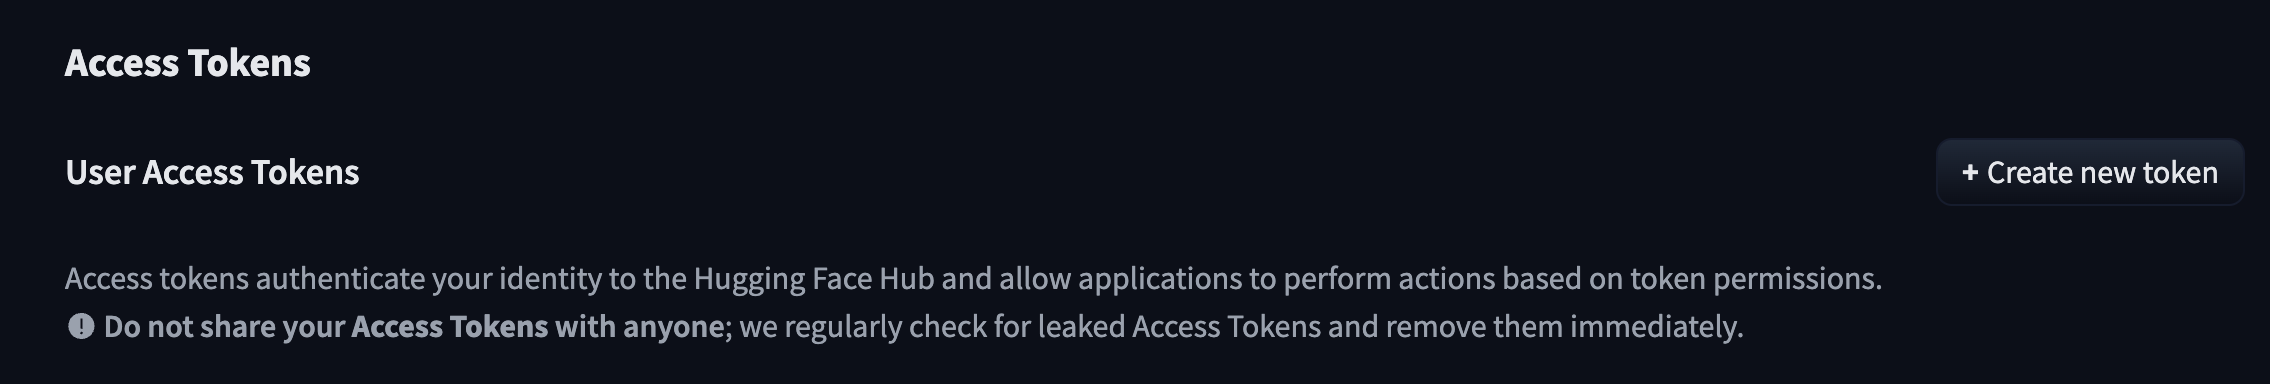 Access Tokens
User Access Tokens
+ Create new token
Access tokens authenticate your identity to the Hugging Face Hub and allow applications to perform actions based on token permissions.
Do not share your Access Tokens with anyone; we regularly check for leaked Access Tokens and remove them immediately.